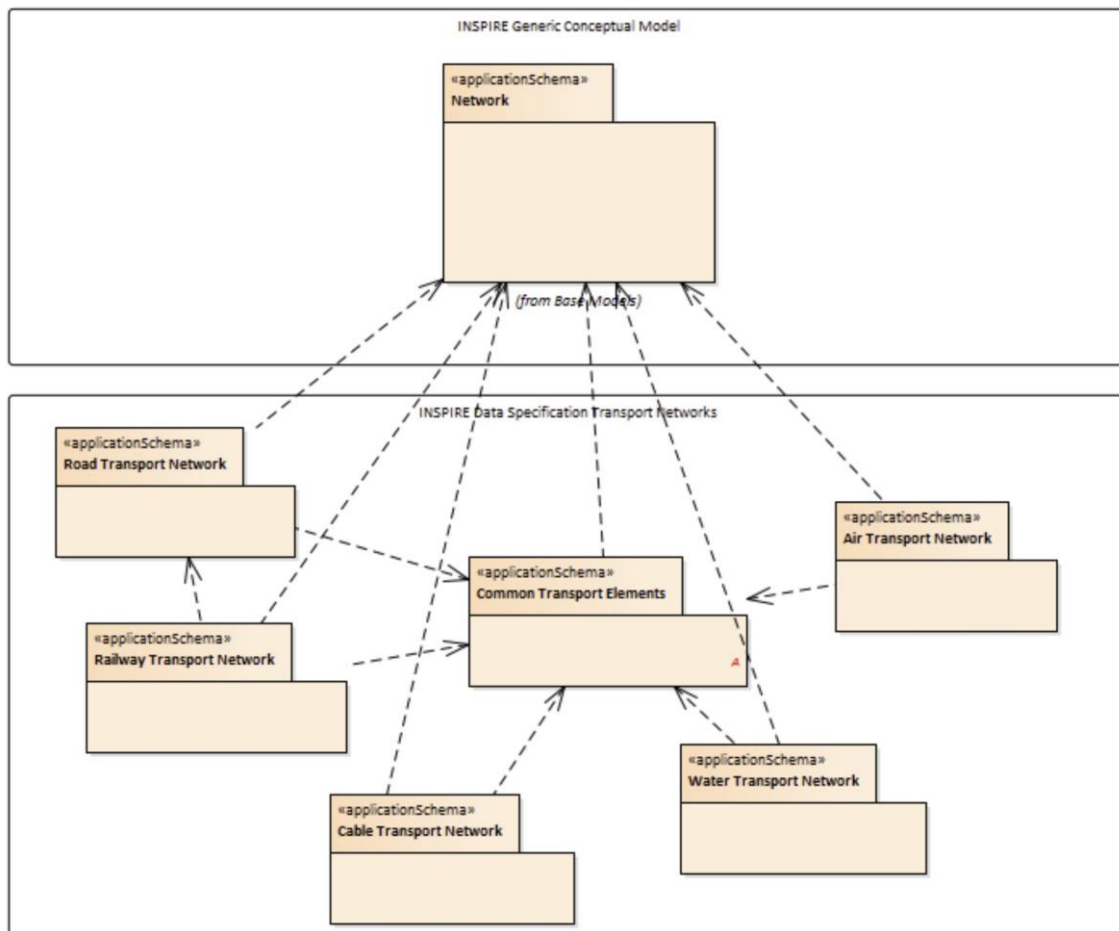 INSPIRE Generic Conceptual Model
«applicationSchema»
Network
(from Base Models)
INSPIRE Data Specification Transport Networks
«applicationSchema»
Road Transport Network
«applicationSchema»
Air Transport Network
«applicationSchema»
Common Transport Elements
A
«applicationSchema»
Railway Transport Network
«applicationSchema»
Water Transport Network
«applicationSchema»
Cable Transport Network